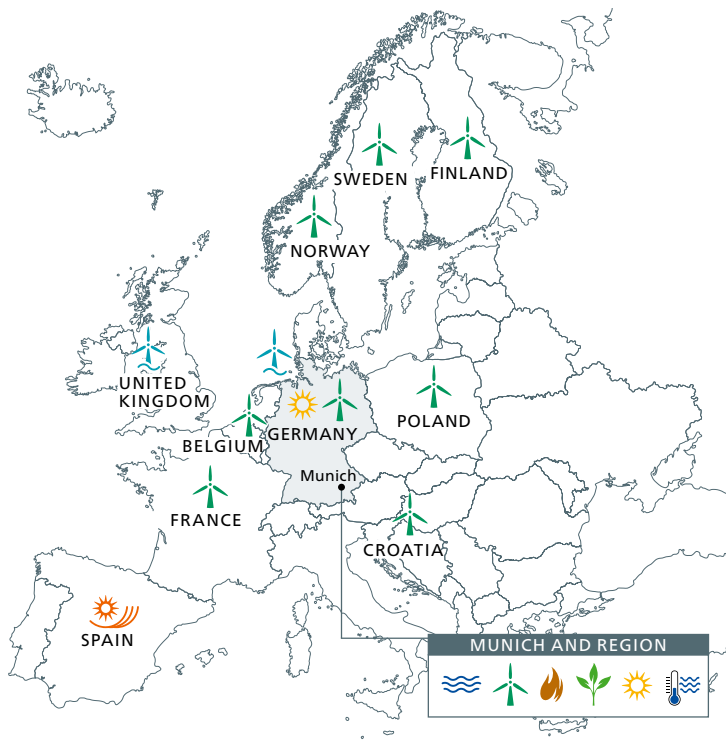 SWEDEN
FINLAND
NORWAY
UNITED
KINGDOM
BELGIUM
GERMANY
POLAND
Munich
FRANCE
CROATIA
SPAIN
MUNICH AND REGION